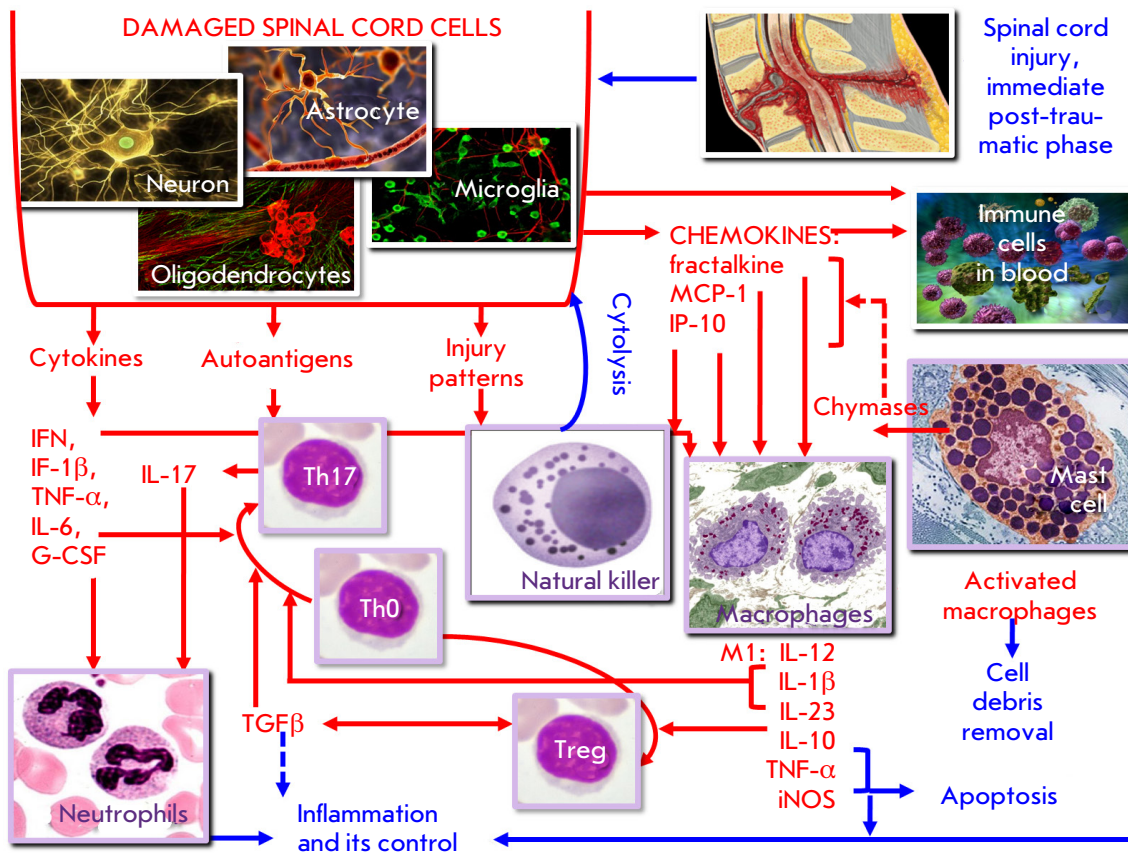 DAMAGED SPINAL CORD CELLS
Spinal cord
injury,
immediate
post-trau-
matic phase
Astrocyte
Neuron
Microglia
Oligodendrocytes
Immune
cells
in blood
CHEMOKINES:
fractalkine
MCP-1
IP-10
Cytolysis
Cytokines
Autoantigens
Injury
patterns
Chymases
Mast
cell
IFN,
IF-1β,
TNF-α,
IL-6,
G-CSF
IL-17
Th17
Natural killer
Th0
Macrophages
Activated
macrophages
Cell
debris
removal
M1: IL-12
IL-1β
IL-23
IL-10
TNF-α
iNOS
TGFβ
Treg
Neutrophils
Apoptosis
Inflammation
and its control